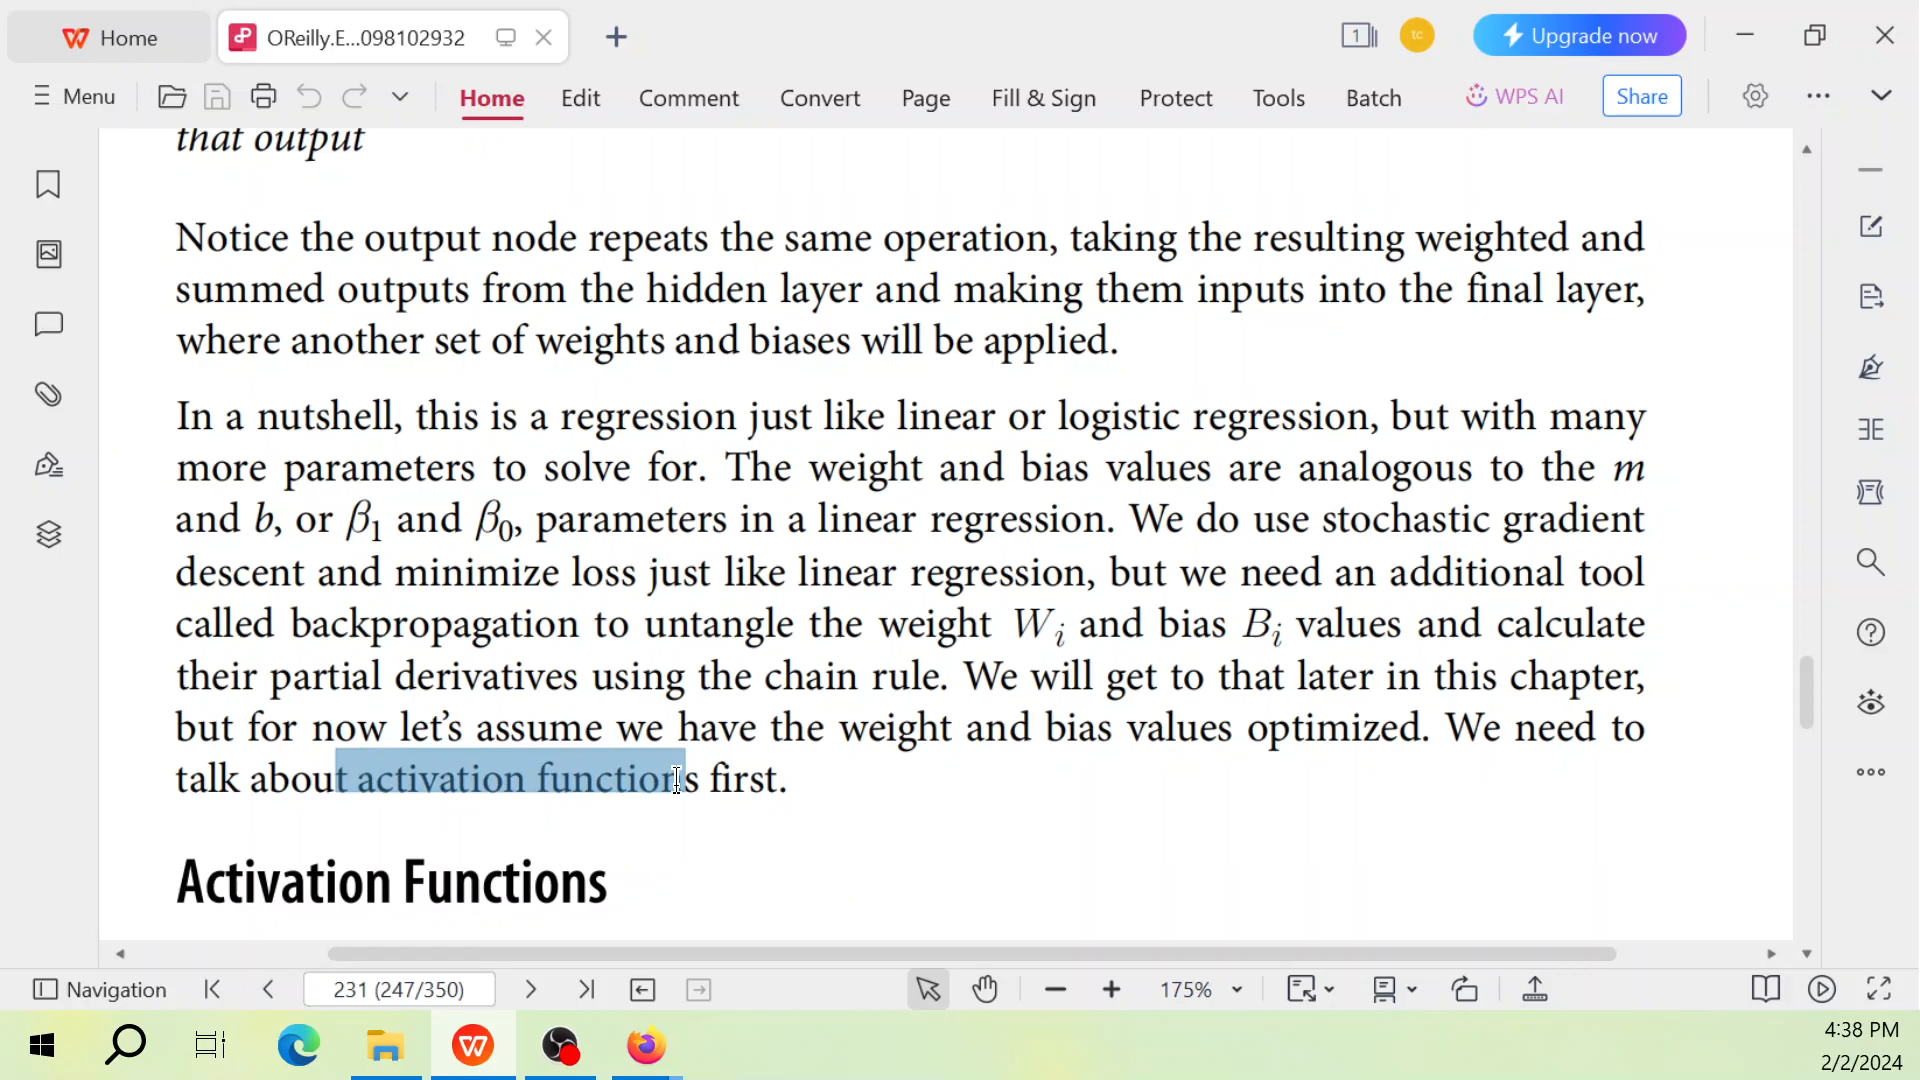 Home
OReilly.E...098102932
1
tc
Upgrade now
Menu
Home
Edit
Comment
Convert
Page
Fill & Sign
Protect
Tools
Batch
WPS AI
Share
that output
Notice the output node repeats the same operation, taking the resulting weighted and
summed outputs from the hidden layer and making them inputs into the final layer,
where another set of weights and biases will be applied.
In a nutshell, this is a regression just like linear or logistic regression, but with many
more parameters to solve for. The weight and bias values are analogous to the m
and b, or β1 and β0, parameters in a linear regression. We do use stochastic gradient
descent and minimize loss just like linear regression, but we need an additional tool
called backpropagation to untangle the weight Wi and bias Bi values and calculate
their partial derivatives using the chain rule. We will get to that later in this chapter,
but for now let’s assume we have the weight and bias values optimized. We need to
talk about activation functions first.
Activation Functions
Navigation
231 (247/350)
175%
4:38 PM
2/2/2024